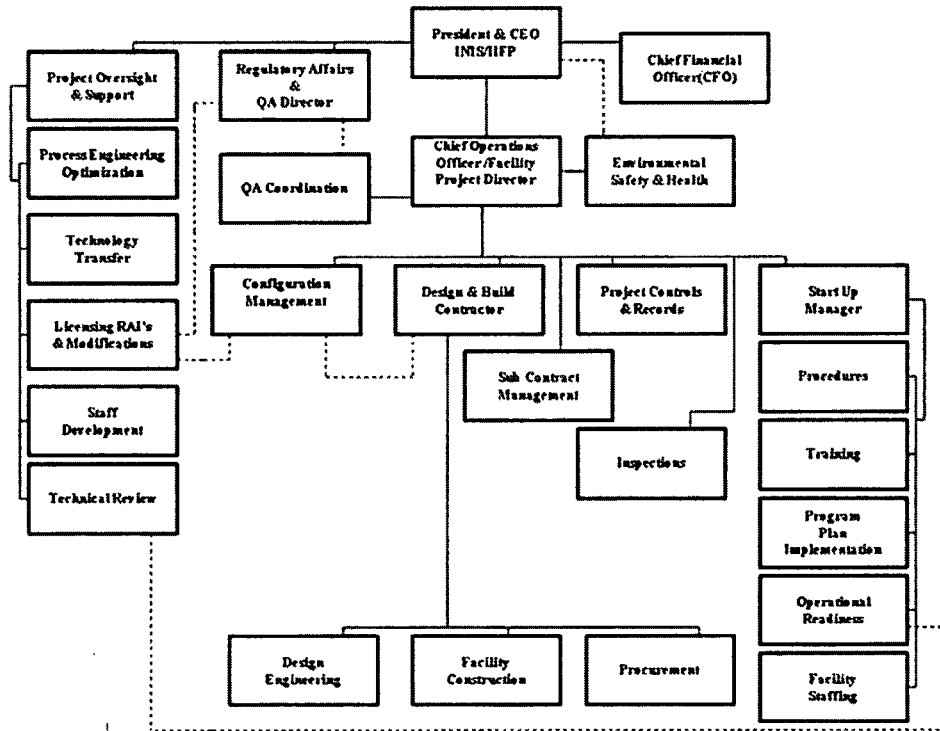 President & CEO
INIS/IIFP
Chief Financial
Officer(CFO)
Project Oversight
& Support
Regulatory Affairs
&
QA Director
Process Engineering
Optimization
QA Coordination
Chief Operations
Officer/Facility
Project Director
Environmental
Safety & Health
Technology
Transfer
Configuration
Management
Design & Build
Contractor
Project Controls
& Records
Start Up
Manager
Licensing RAI's
& Modifications
Sub Contract
Management
Procedures
Staff
Development
Inspections
Training
Technical Review
Program
Plan
Implementation
Operational
Readiness
Design
Engineering
Facility
Construction
Procurement
Facility
Staffing